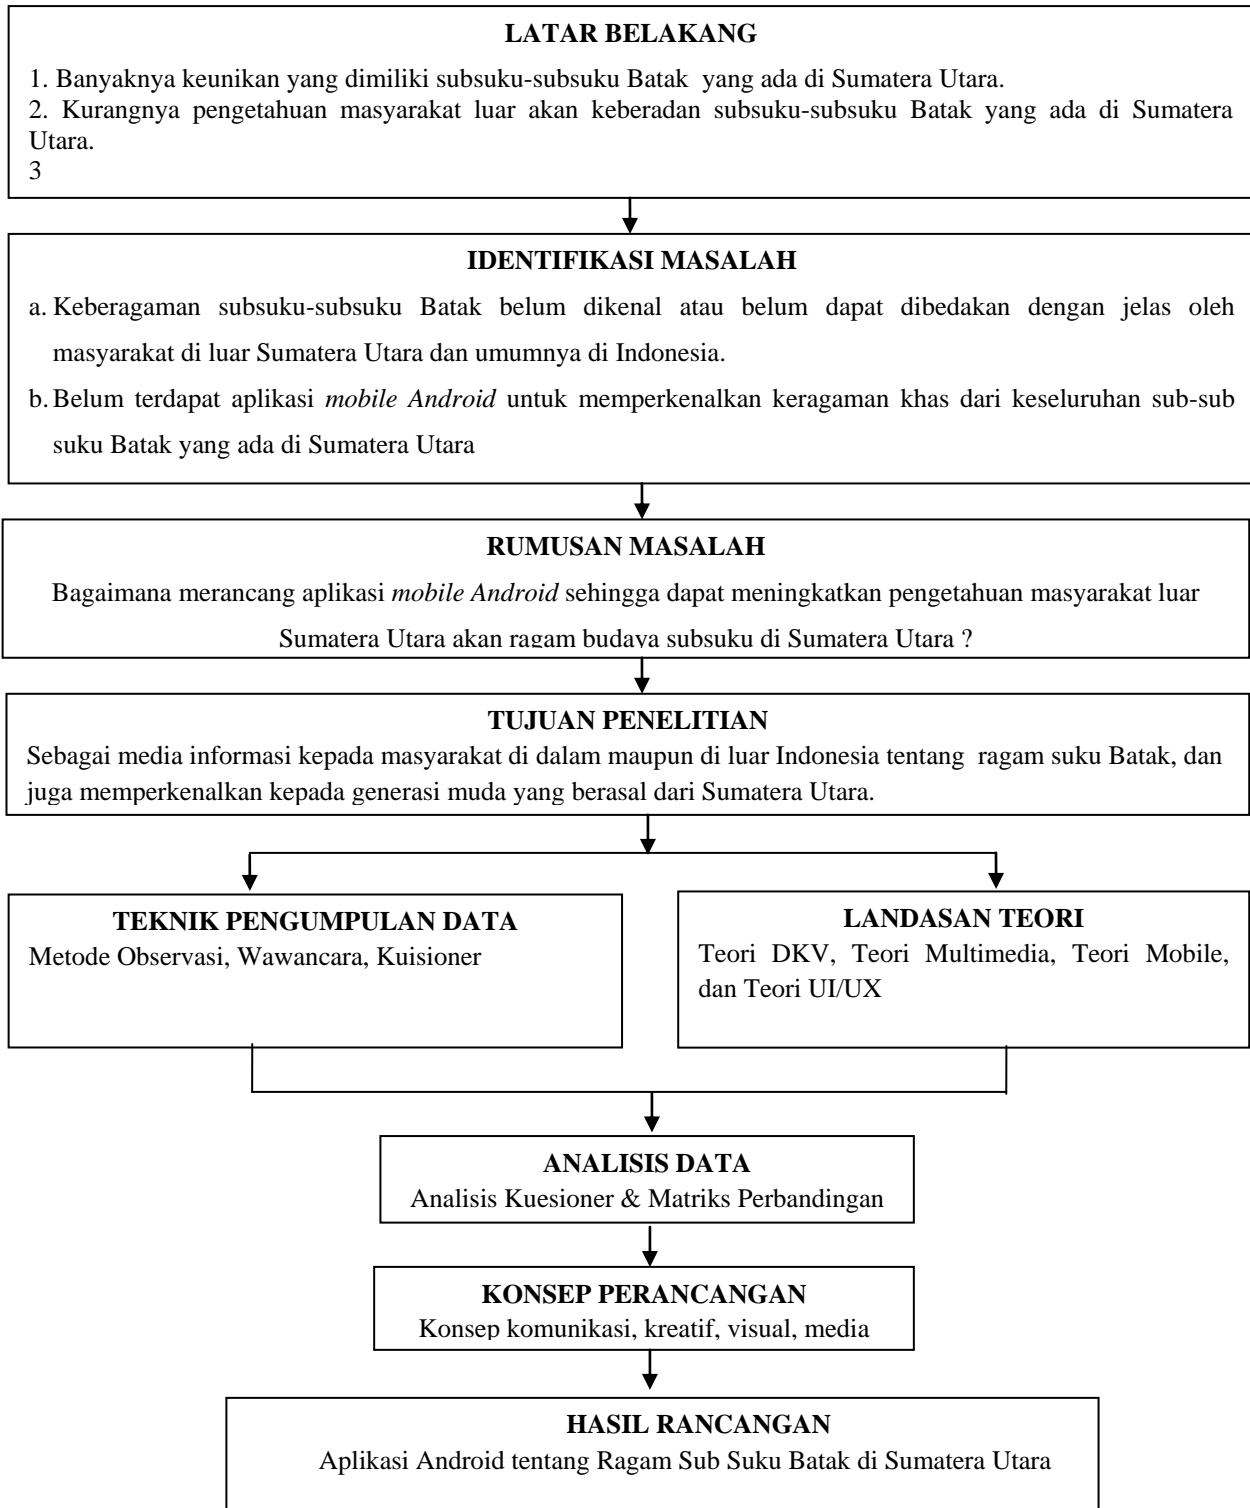 LATAR BELAKANG
1. Banyaknya keunikan yang dimiliki subsuku-subsuku Batak yang ada di Sumatera Utara.
2. Kurangnya pengetahuan masyarakat luar akan keberadan subsuku-subsuku Batak yang ada di Sumatera
Utara.
3
IDENTIFIKASI MASALAH
a. Keberagaman subsuku-subsuku Batak belum dikenal atau belum dapat dibedakan dengan jelas oleh
masyarakat di luar Sumatera Utara dan umumnya di Indonesia.
b. Belum terdapat aplikasi mobile Android untuk memperkenalkan keragaman khas dari keseluruhan sub-sub
suku Batak yang ada di Sumatera Utara
RUMUSAN MASALAH
Bagaimana merancang aplikasi mobile Android sehingga dapat meningkatkan pengetahuan masyarakat luar
Sumatera Utara akan ragam budaya subsuku di Sumatera Utara ?
TUJUAN PENELITIAN
Sebagai media informasi kepada masyarakat di dalam maupun di luar Indonesia tentang ragam suku Batak, dan
juga memperkenalkan kepada generasi muda yang berasal dari Sumatera Utara.
TEKNIK PENGUMPULAN DATA
Metode Observasi, Wawancara, Kuisioner
LANDASAN TEORI
Teori DKV, Teori Multimedia, Teori Mobile,
dan Teori UI/UX
ANALISIS DATA
Analisis Kuesioner & Matriks Perbandingan
KONSEP PERANCANGAN
Konsep komunikasi, kreatif, visual, media
HASIL RANCANGAN
Aplikasi Android tentang Ragam Sub Suku Batak di Sumatera Utara